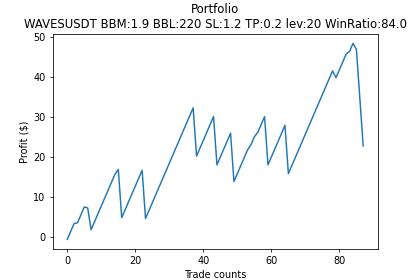 Portfolio
WAVESUSDT BBM:1.9 BBL:220 SL:1.2 TP:0.2 lev:20 WinRatio:84.0
50
40
30
20
10
0
Profit ($)
0
20
40
60
80
Trade counts